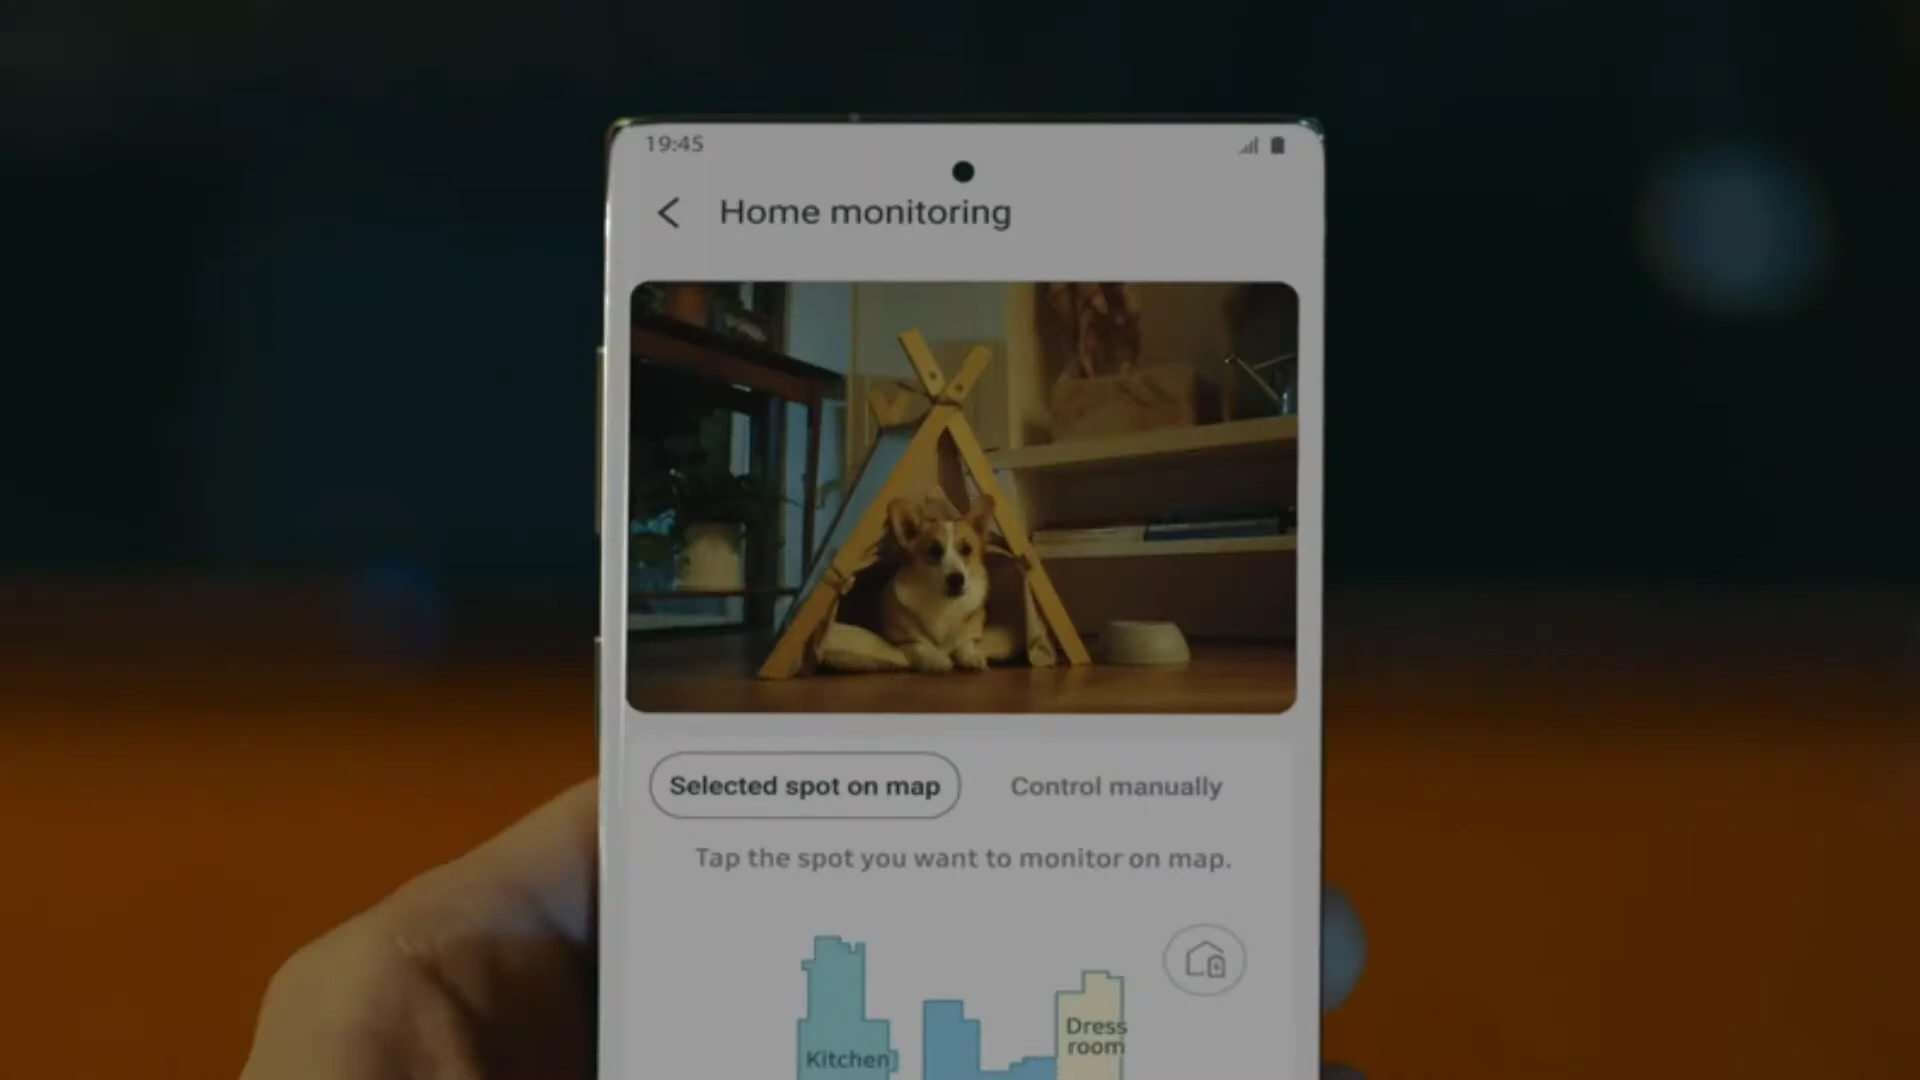 19:45
Home monitoring
Selected spot on map
Control manually
Tap the spot you want to monitor on map.
Dress
room
Kitchen